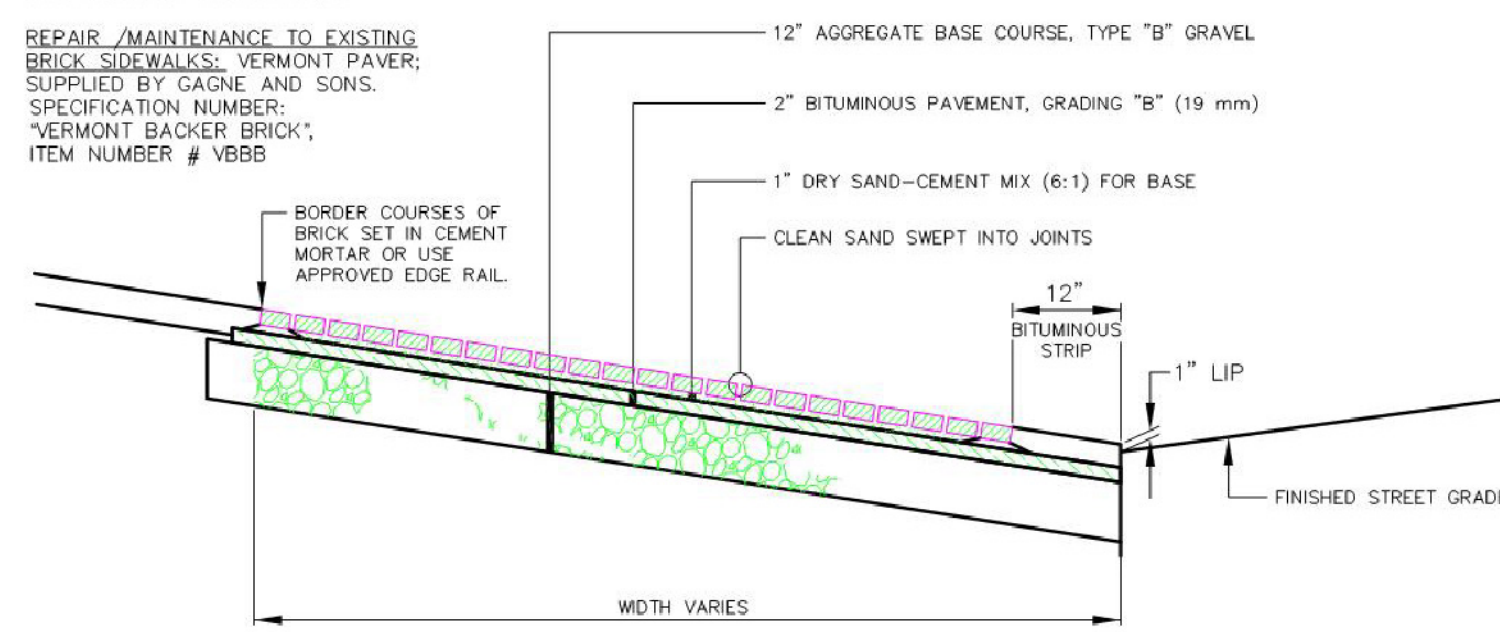 REPAIR /MAINTENANCE TO EXISTING
BRICK SIDEWALKS: VERMONT PAVER;
SUPPLIED BY GAGNE AND SONS.
SPECIFICATION NUMBER:
"VERMONT BACKER BRICK",
ITEM NUMBER # VBBB
12" AGGREGATE BASE COURSE, TYPE "B" GRAVEL
2" BITUMINOUS PAVEMENT, GRADING "B" (19 mm)
1" DRY SAND-CEMENT MIX (6:1) FOR BASE
CLEAN SAND SWEPT INTO JOINTS
BORDER COURSES OF
BRICK SET IN CEMENT
MORTAR OR USE
APPROVED EDGE RAIL.
12"
BITUMINOUS
STRIP
1" LIP
FINISHED STREET
WIDTH VARIES